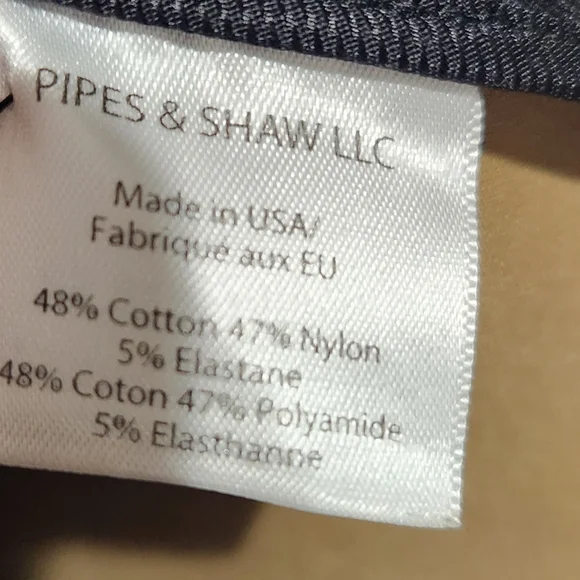 PIPES & SHAW LLC
Made in USA/
Fabriqué aux EU
48% Cotton 47% Nylon
5% Elastane
48% Coton 47% Polyamide
5% Elasthanne